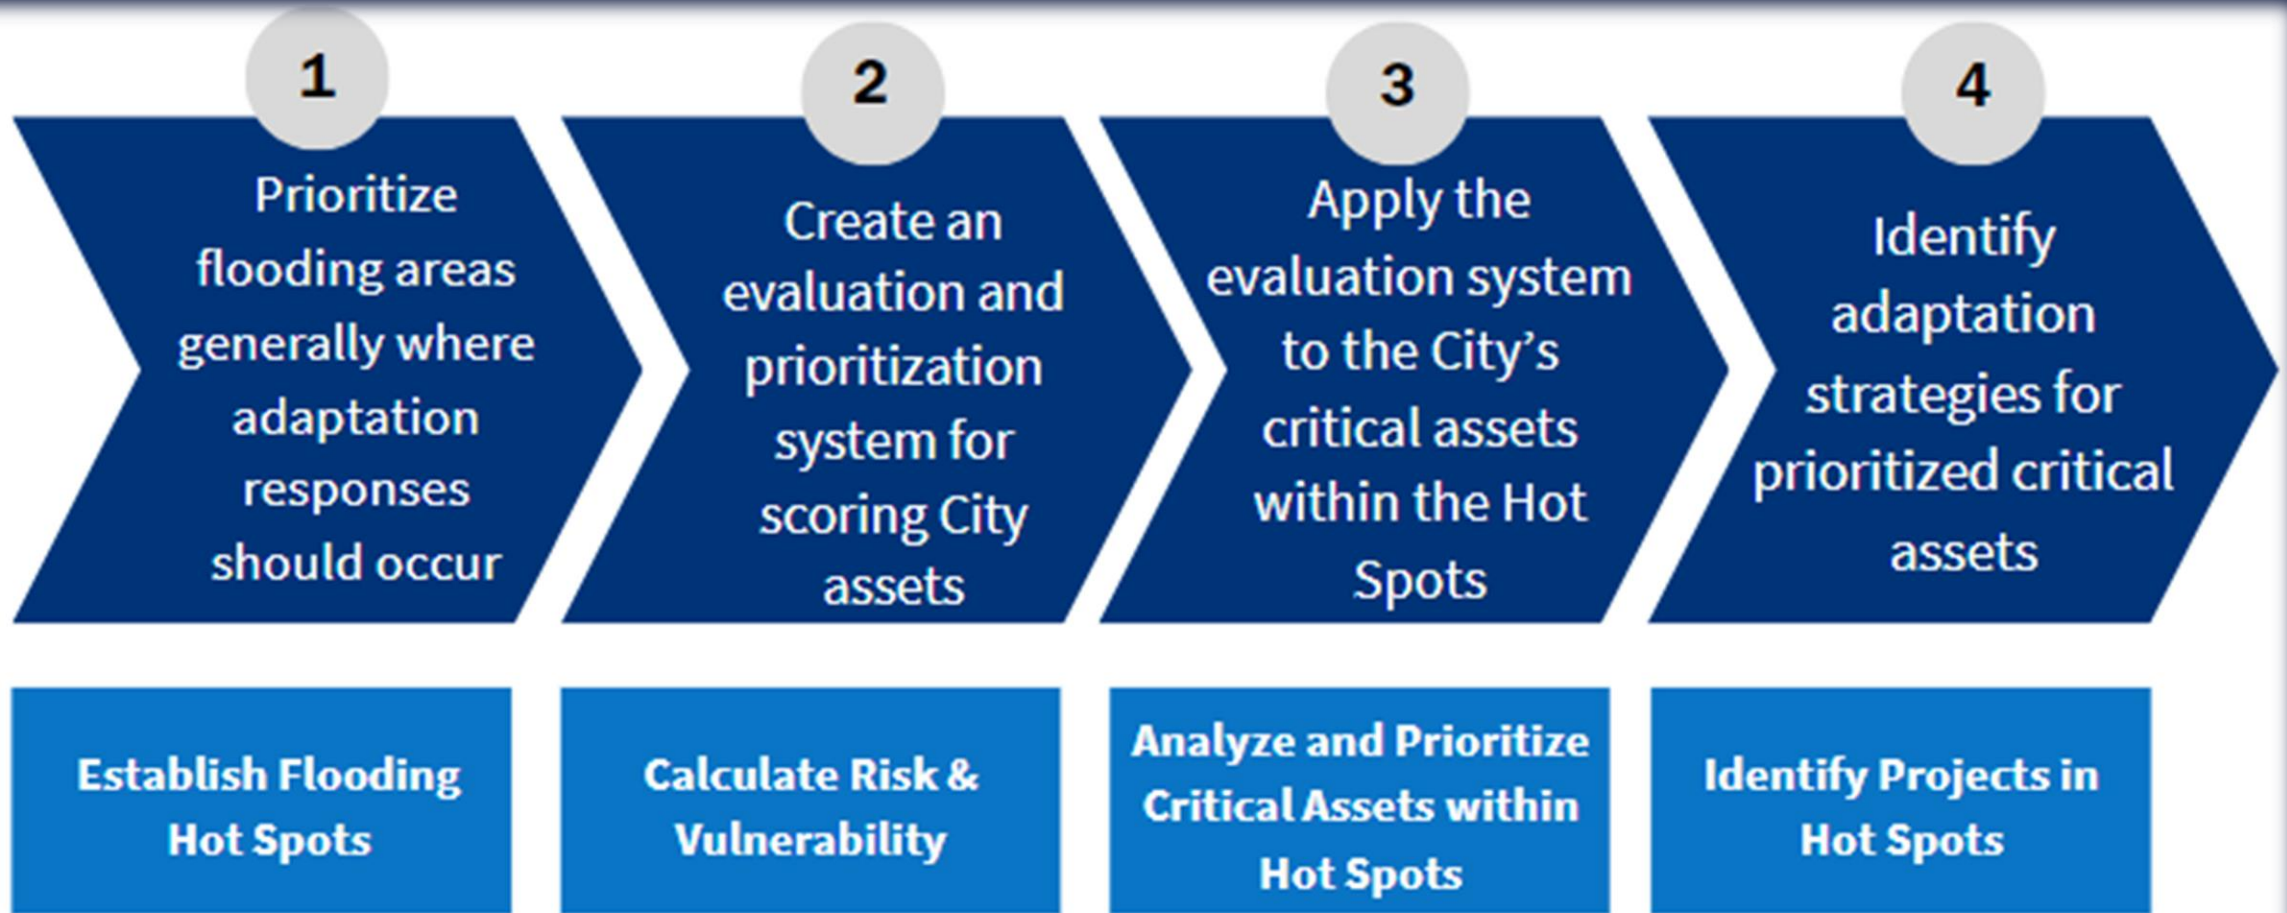 1
Prioritize
flooding areas
generally where
adaptation
responses
should occur
2
Create an
evaluation and
prioritization
system for
scoring City
assets
3
Apply the
evaluation system
to the City’s
critical assets
within the Hot
Spots
4
Identify
adaptation
strategies for
prioritized critical
assets
Establish Flooding
Hot Spots
Calculate Risk &
Vulnerability
Analyze and Prioritize
Critical Assets within
Hot Spots
Identify Projects in
Hot Spots